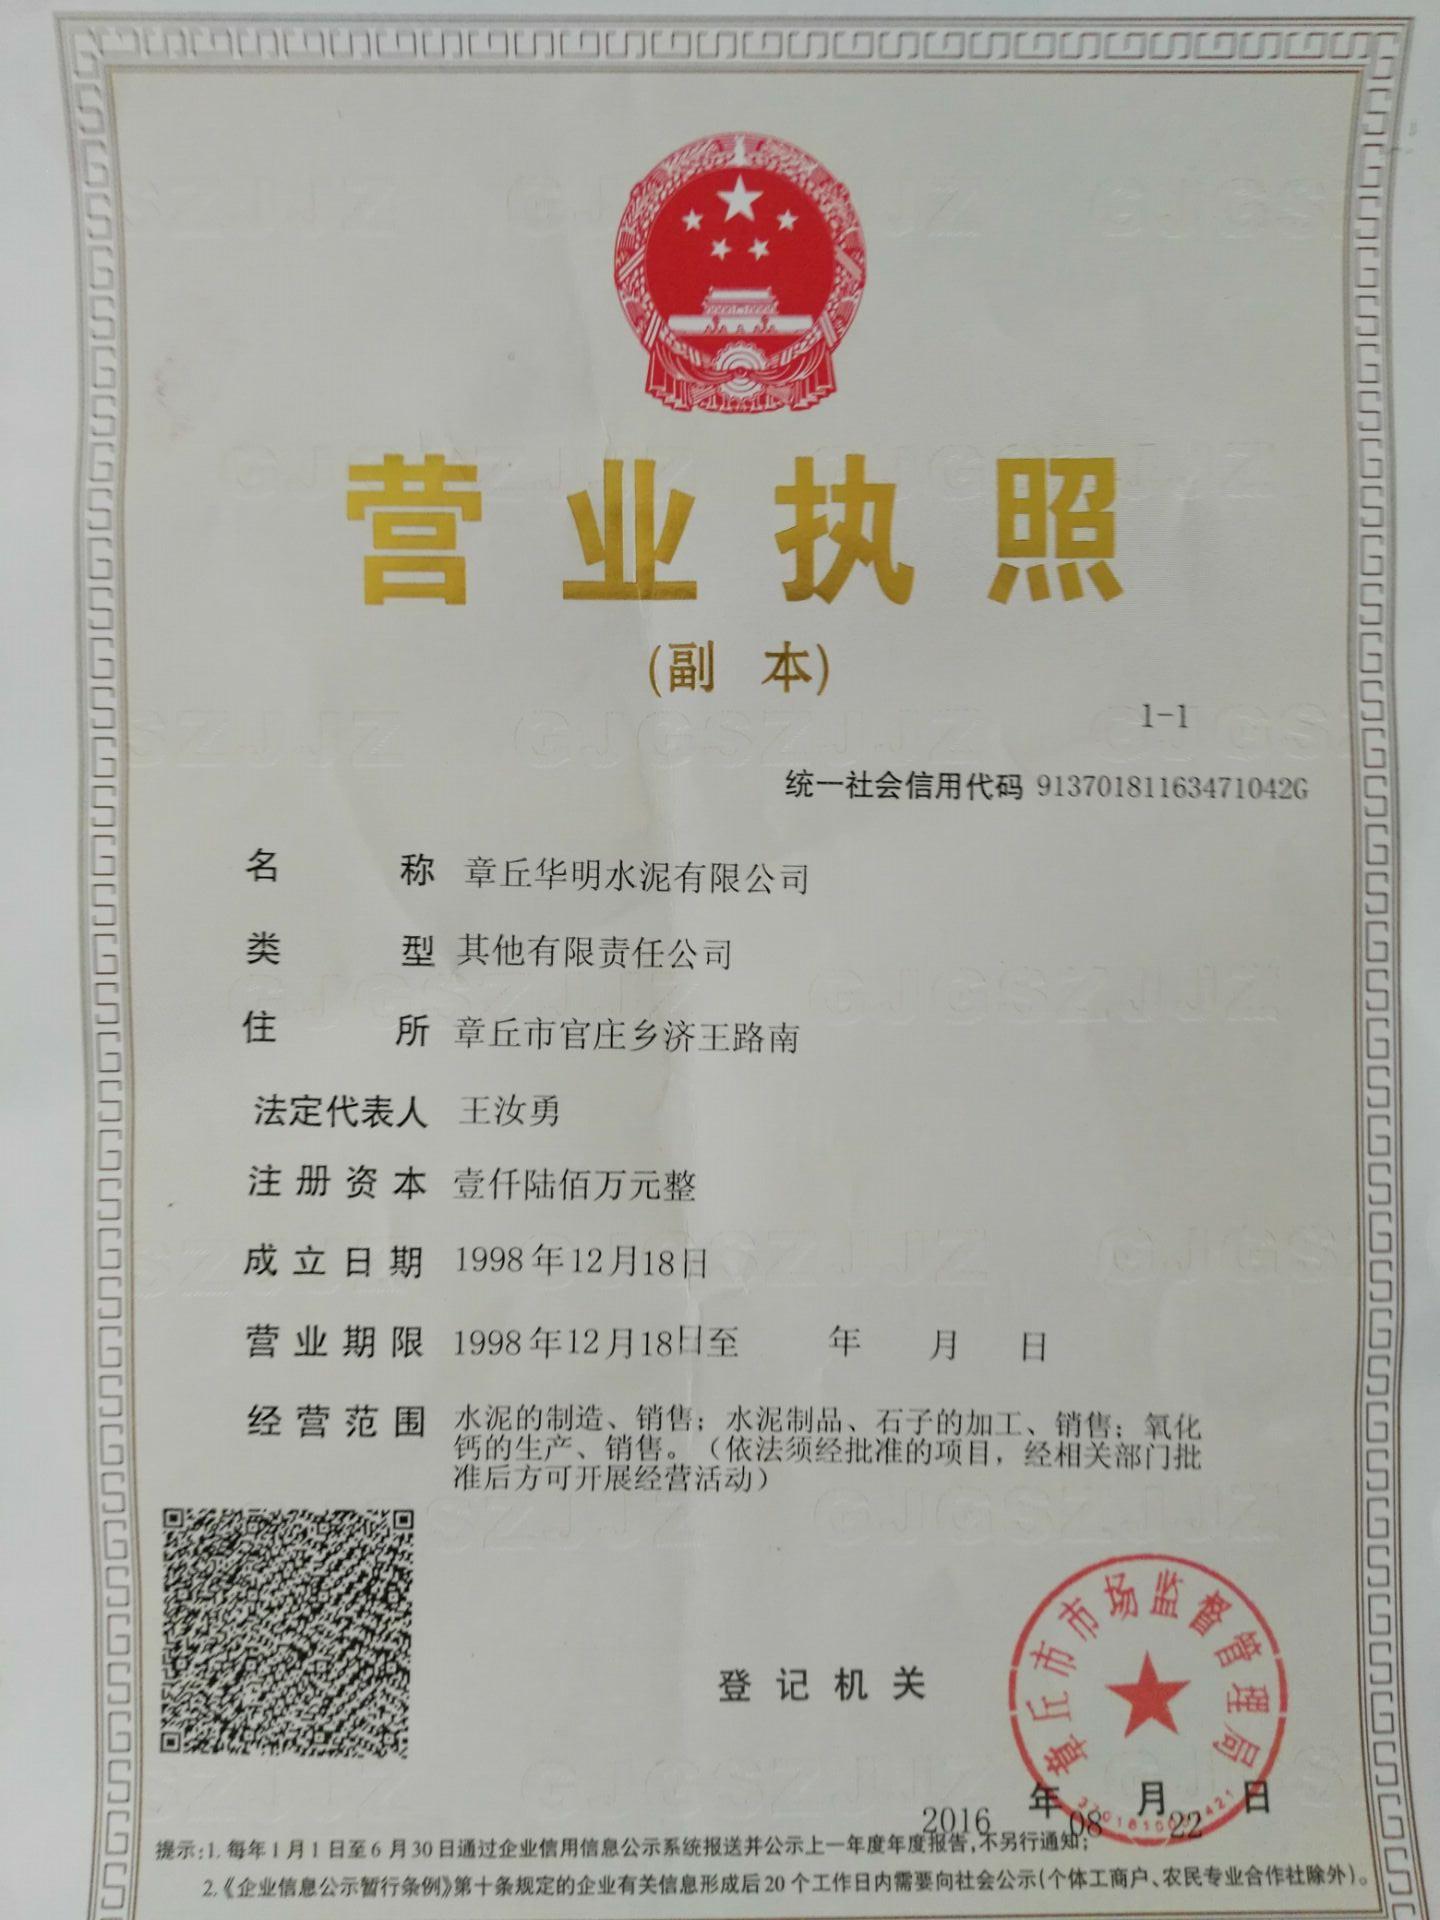 营业执照
(副 本)
1-1
统一社会信用代码 91370181163471042G
名 称 章丘华明水泥有限公司
类 型 其他有限责任公司
住 所 章丘市官庄乡济王路南
法定代表人 王汝勇
注册资本 壹仟陆佰万元整
成立日期 1998年12月18日
营业期限 1998年12月18日至 年 月 日
经营范围 水泥的制造、销售；水泥制品、石子的加工、销售；氧化
钙的生产、销售。（依法须经批准的项目，经相关部门批
准后方可开展经营活动）
章丘市市场监督管理局
登记机关
2016 年 08 月 22 日
提示:1. 每年1月1日至6月30日通过企业信用信息公示系统报送并公示上一年度年度报告,不另行通知;
2.《企业信息公示暂行条例》第十条规定的企业有关信息形成后20个工作日内需要向社会公示(个体工商户、农民专业合作社除外)。